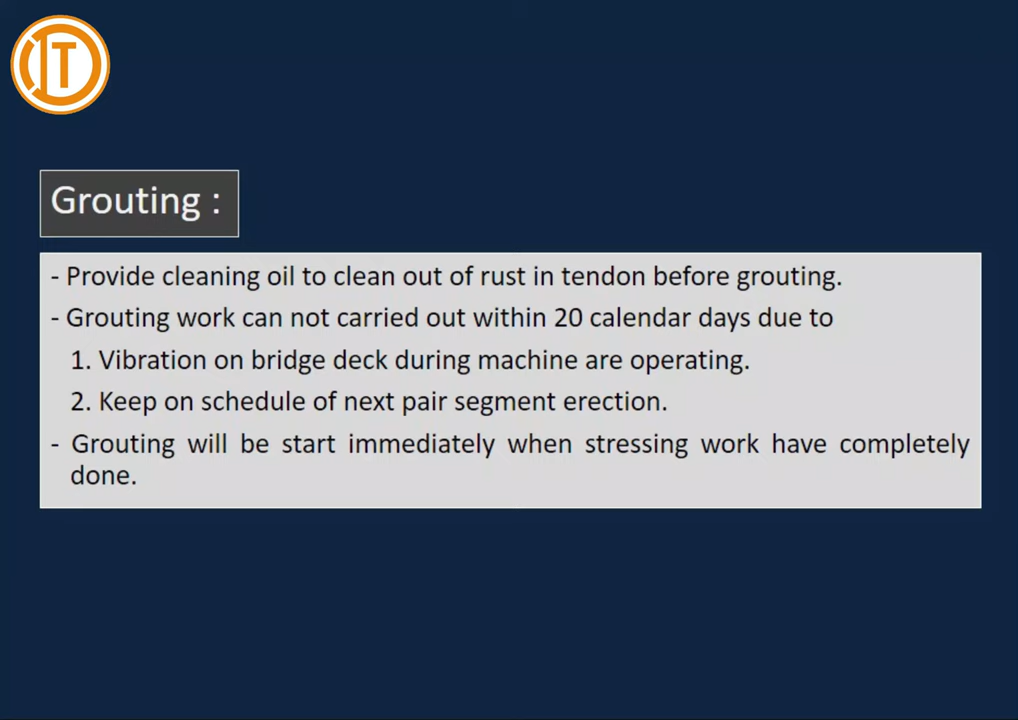 IT
Grouting :
- Provide cleaning oil to clean out of rust in tendon before grouting.
- Grouting work can not carried out within 20 calendar days due to
1. Vibration on bridge deck during machine are operating.
2. Keep on schedule of next pair segment erection.
- Grouting will be start immediately when stressing work have completely
done.